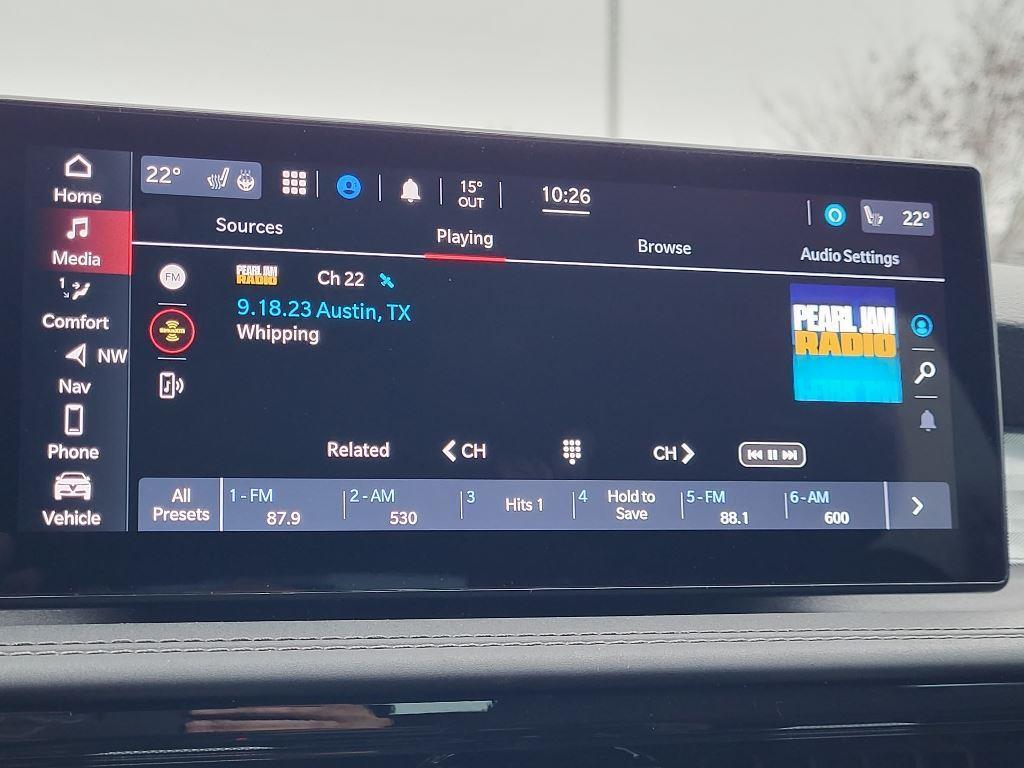 Home
Media
1
Comfort
NW
Nav
Phone
Vehicle
22°
15°
OUT
10:26
22°
Sources
Playing
Browse
Audio Settings
FM
SiriusXM
PEARL JAM
RADIO
Ch 22
9.18.23 Austin, TX
Whipping
PEARL JAM
RADIO
Related
CH
CH
All
Presets
1 - FM
87.9
2 - AM
530
3
Hits 1
4
Hold to
Save
5 - FM
88.1
6 - AM
600